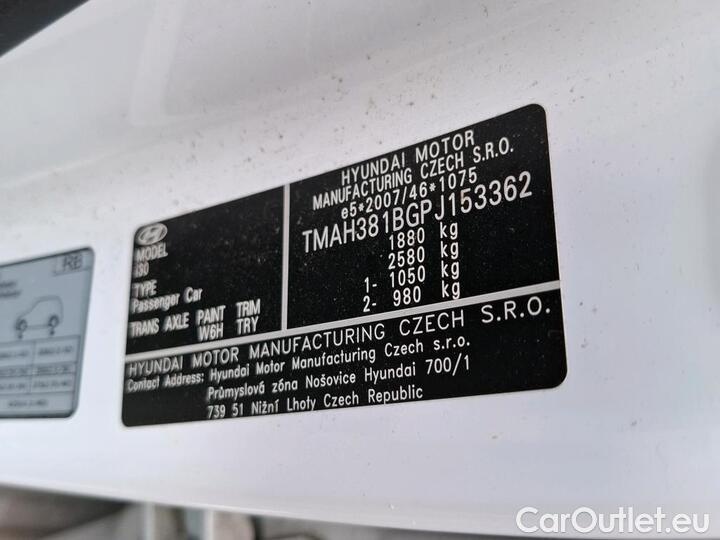 HYUNDAI MOTOR
MANUFACTURING CZECH S.R.O.
e5*2007/46*1075
TMAH381BGPJ153362
1880 kg
2580 kg
1- 1050 kg
2- 980 kg
MODEL
i30
TYPE
Passenger Car
TRANS AXLE PAINT TRIM
W6H TRY
HYUNDAI MOTOR MANUFACTURING CZECH S.R.O.
Contact Address: Hyundai Motor Manufacturing Czech s.r.o.
Průmyslová zóna Nošovice Hyundai 700/1
739 51 Nižní Lhoty Czech Republic
RB
CarOutlet.eu